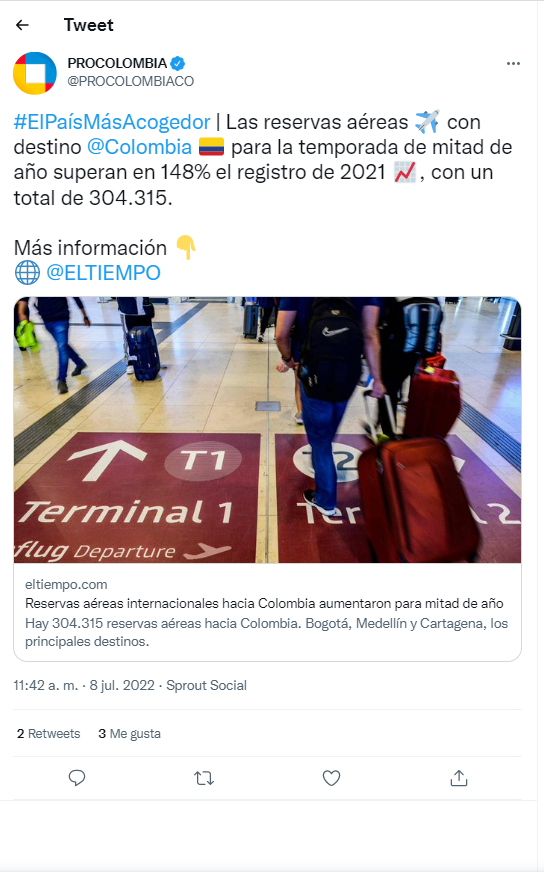 Tweet
PROCOLOMBIA
@PROCOLOMBIACO
#ElPaísMásAcogedor | Las reservas aéreas ✈️ con
destino @Colombia 🇨🇴 para la temporada de mitad de
año superan en 148% el registro de 2021 📈, con un
total de 304.315.
Más información 👇
🌐 @ELTIEMPO
T1
T2
Terminal 1
flug Departure
eltiempo.com
Reservas aéreas internacionales hacia Colombia aumentaron para mitad de año
Hay 304.315 reservas aéreas hacia Colombia. Bogotá, Medellín y Cartagena, los
principales destinos.
11:42 a. m. · 8 jul. 2022 · Sprout Social
2 Retweets 3 Me gusta